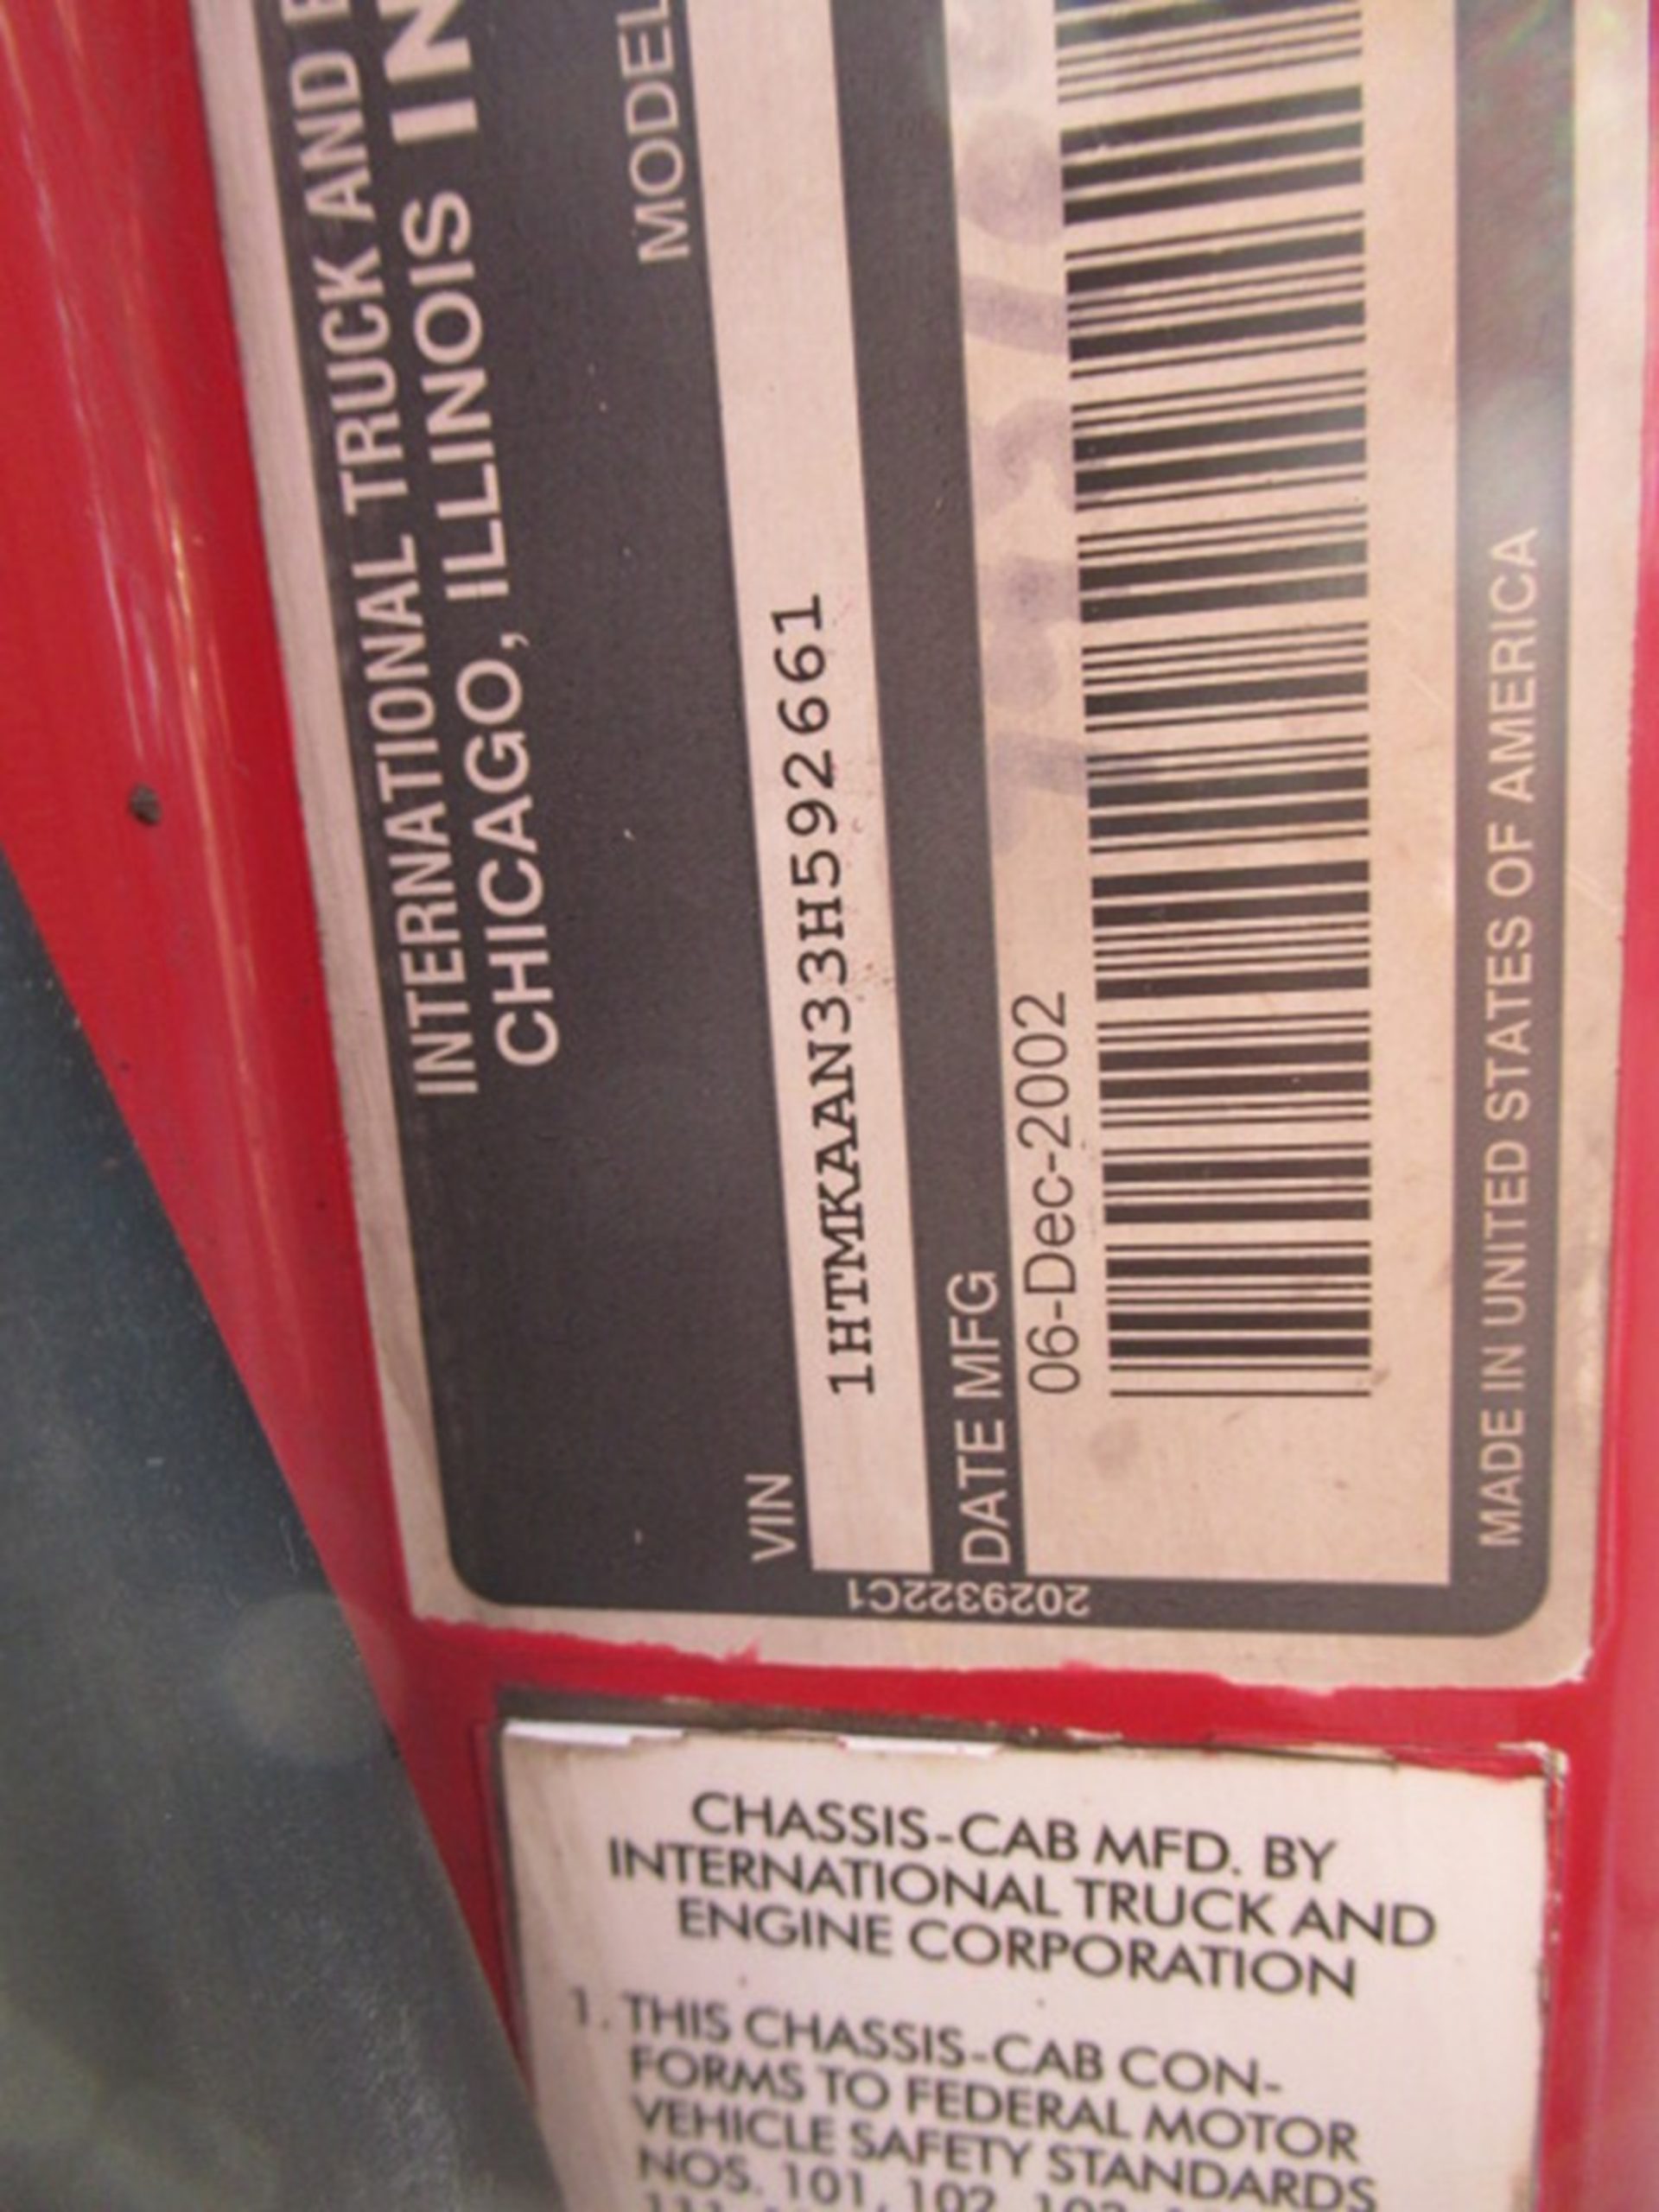 INTERNATIONAL TRUCK AND
CHICAGO, ILLINOIS IN
MODEL
VIN
1HTMKAAN33H592661
DATE MFG
06-Dec-2002
MADE IN UNITED STATES OF AMERICA
2029322C1
CHASSIS-CAB MFD. BY
INTERNATIONAL TRUCK AND
ENGINE CORPORATION
1. THIS CHASSIS-CAB CON-
FORMS TO FEDERAL MOTOR
VEHICLE SAFETY STANDARDS
NOS. 101, 102, 103,